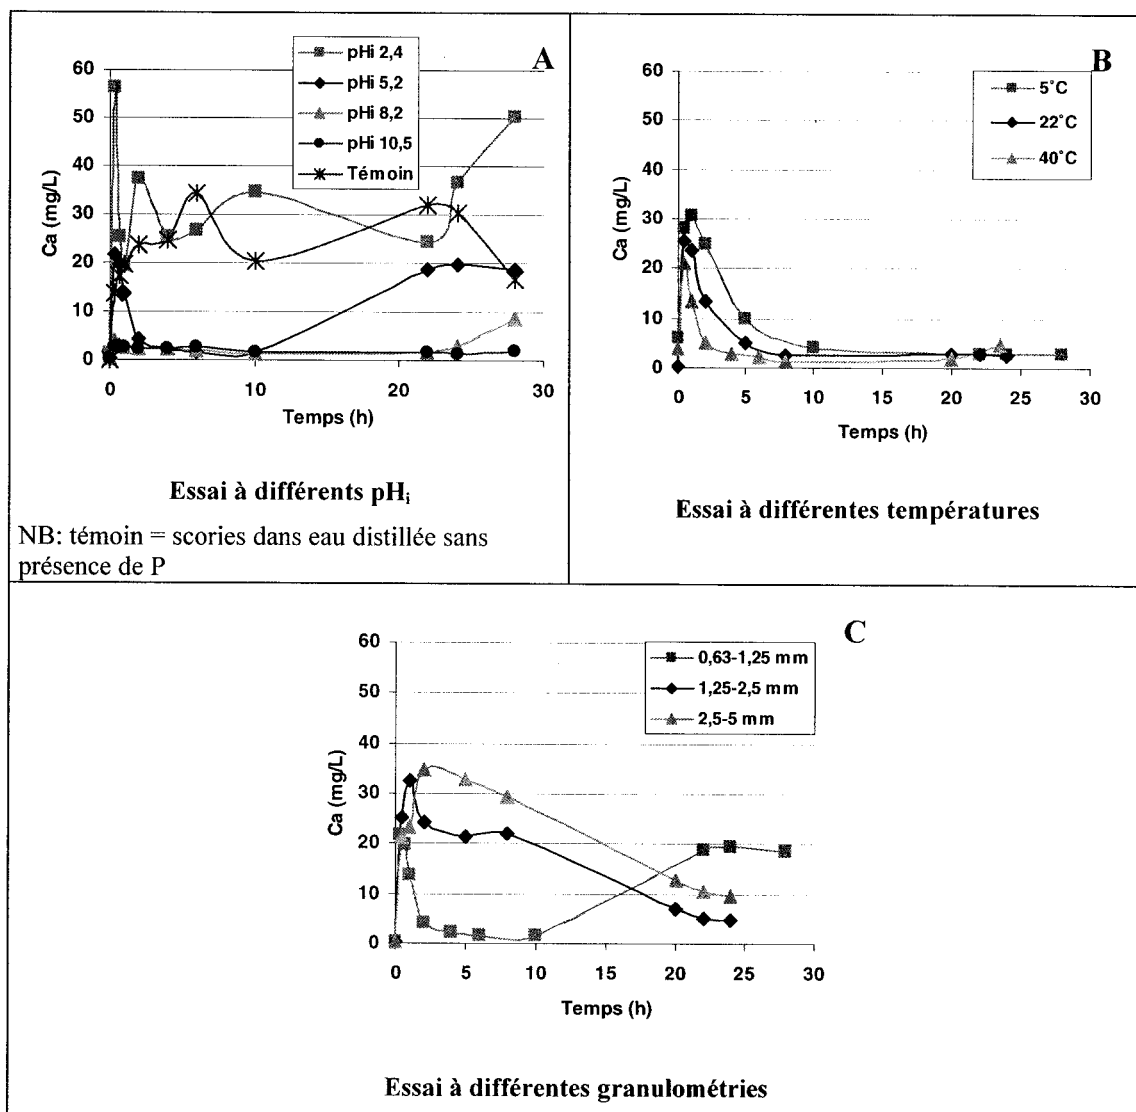 A
pHi 2,4
pHi 5,2
pHi 8,2
pHi 10,5
Témoin
60
50
40
30
20
10
0
Ca (mg/L)
0
10
20
30
Temps (h)
Essai à différents pHi
NB: témoin = scories dans eau distillée sans
présence de P
B
5°C
22°C
40°C
60
50
40
30
20
10
0
Ca (mg/L)
0
5
10
15
20
25
30
Temps (h)
Essai à différentes températures
C
0,63-1,25 mm
1,25-2,5 mm
2,5-5 mm
60
50
40
30
20
10
0
Ca (mg/L)
0
5
10
15
20
25
30
Temps (h)
Essai à différentes granulométries